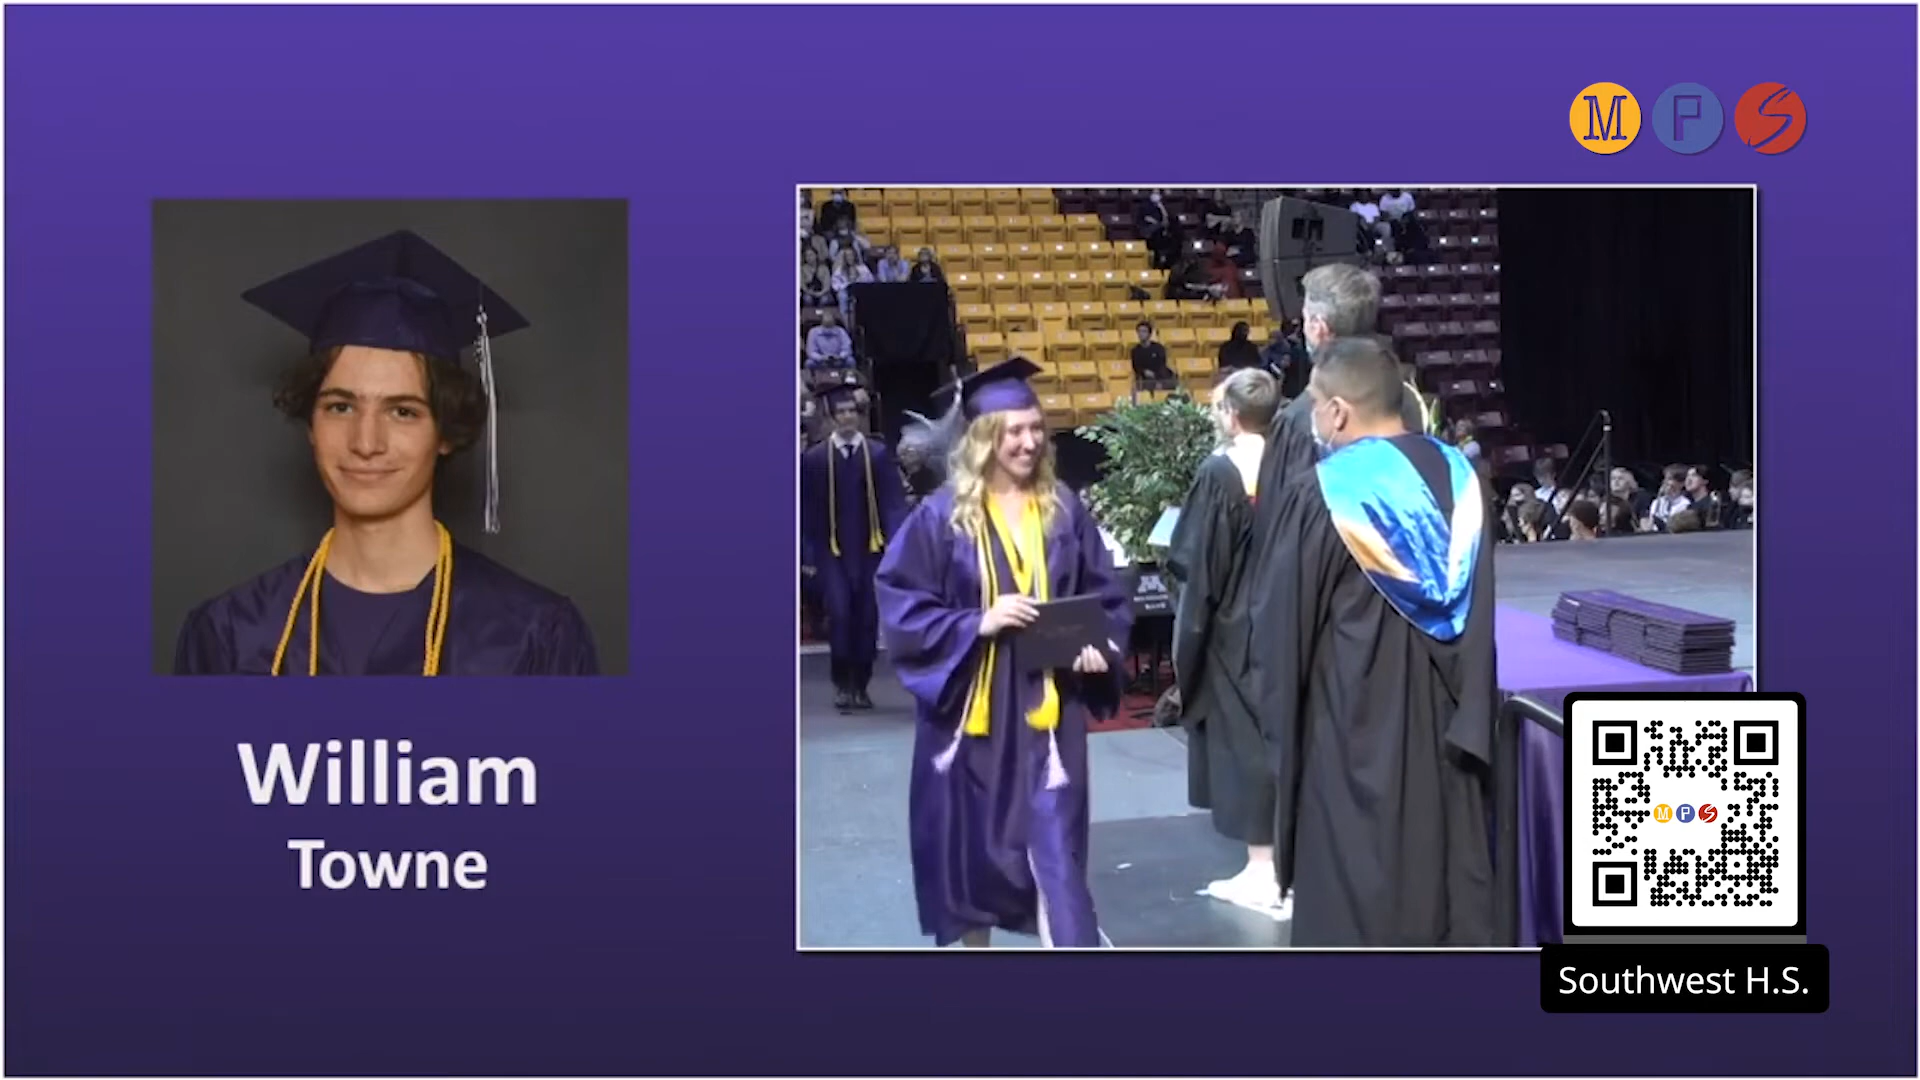 M P S
William
Towne
M P S
Southwest H.S.